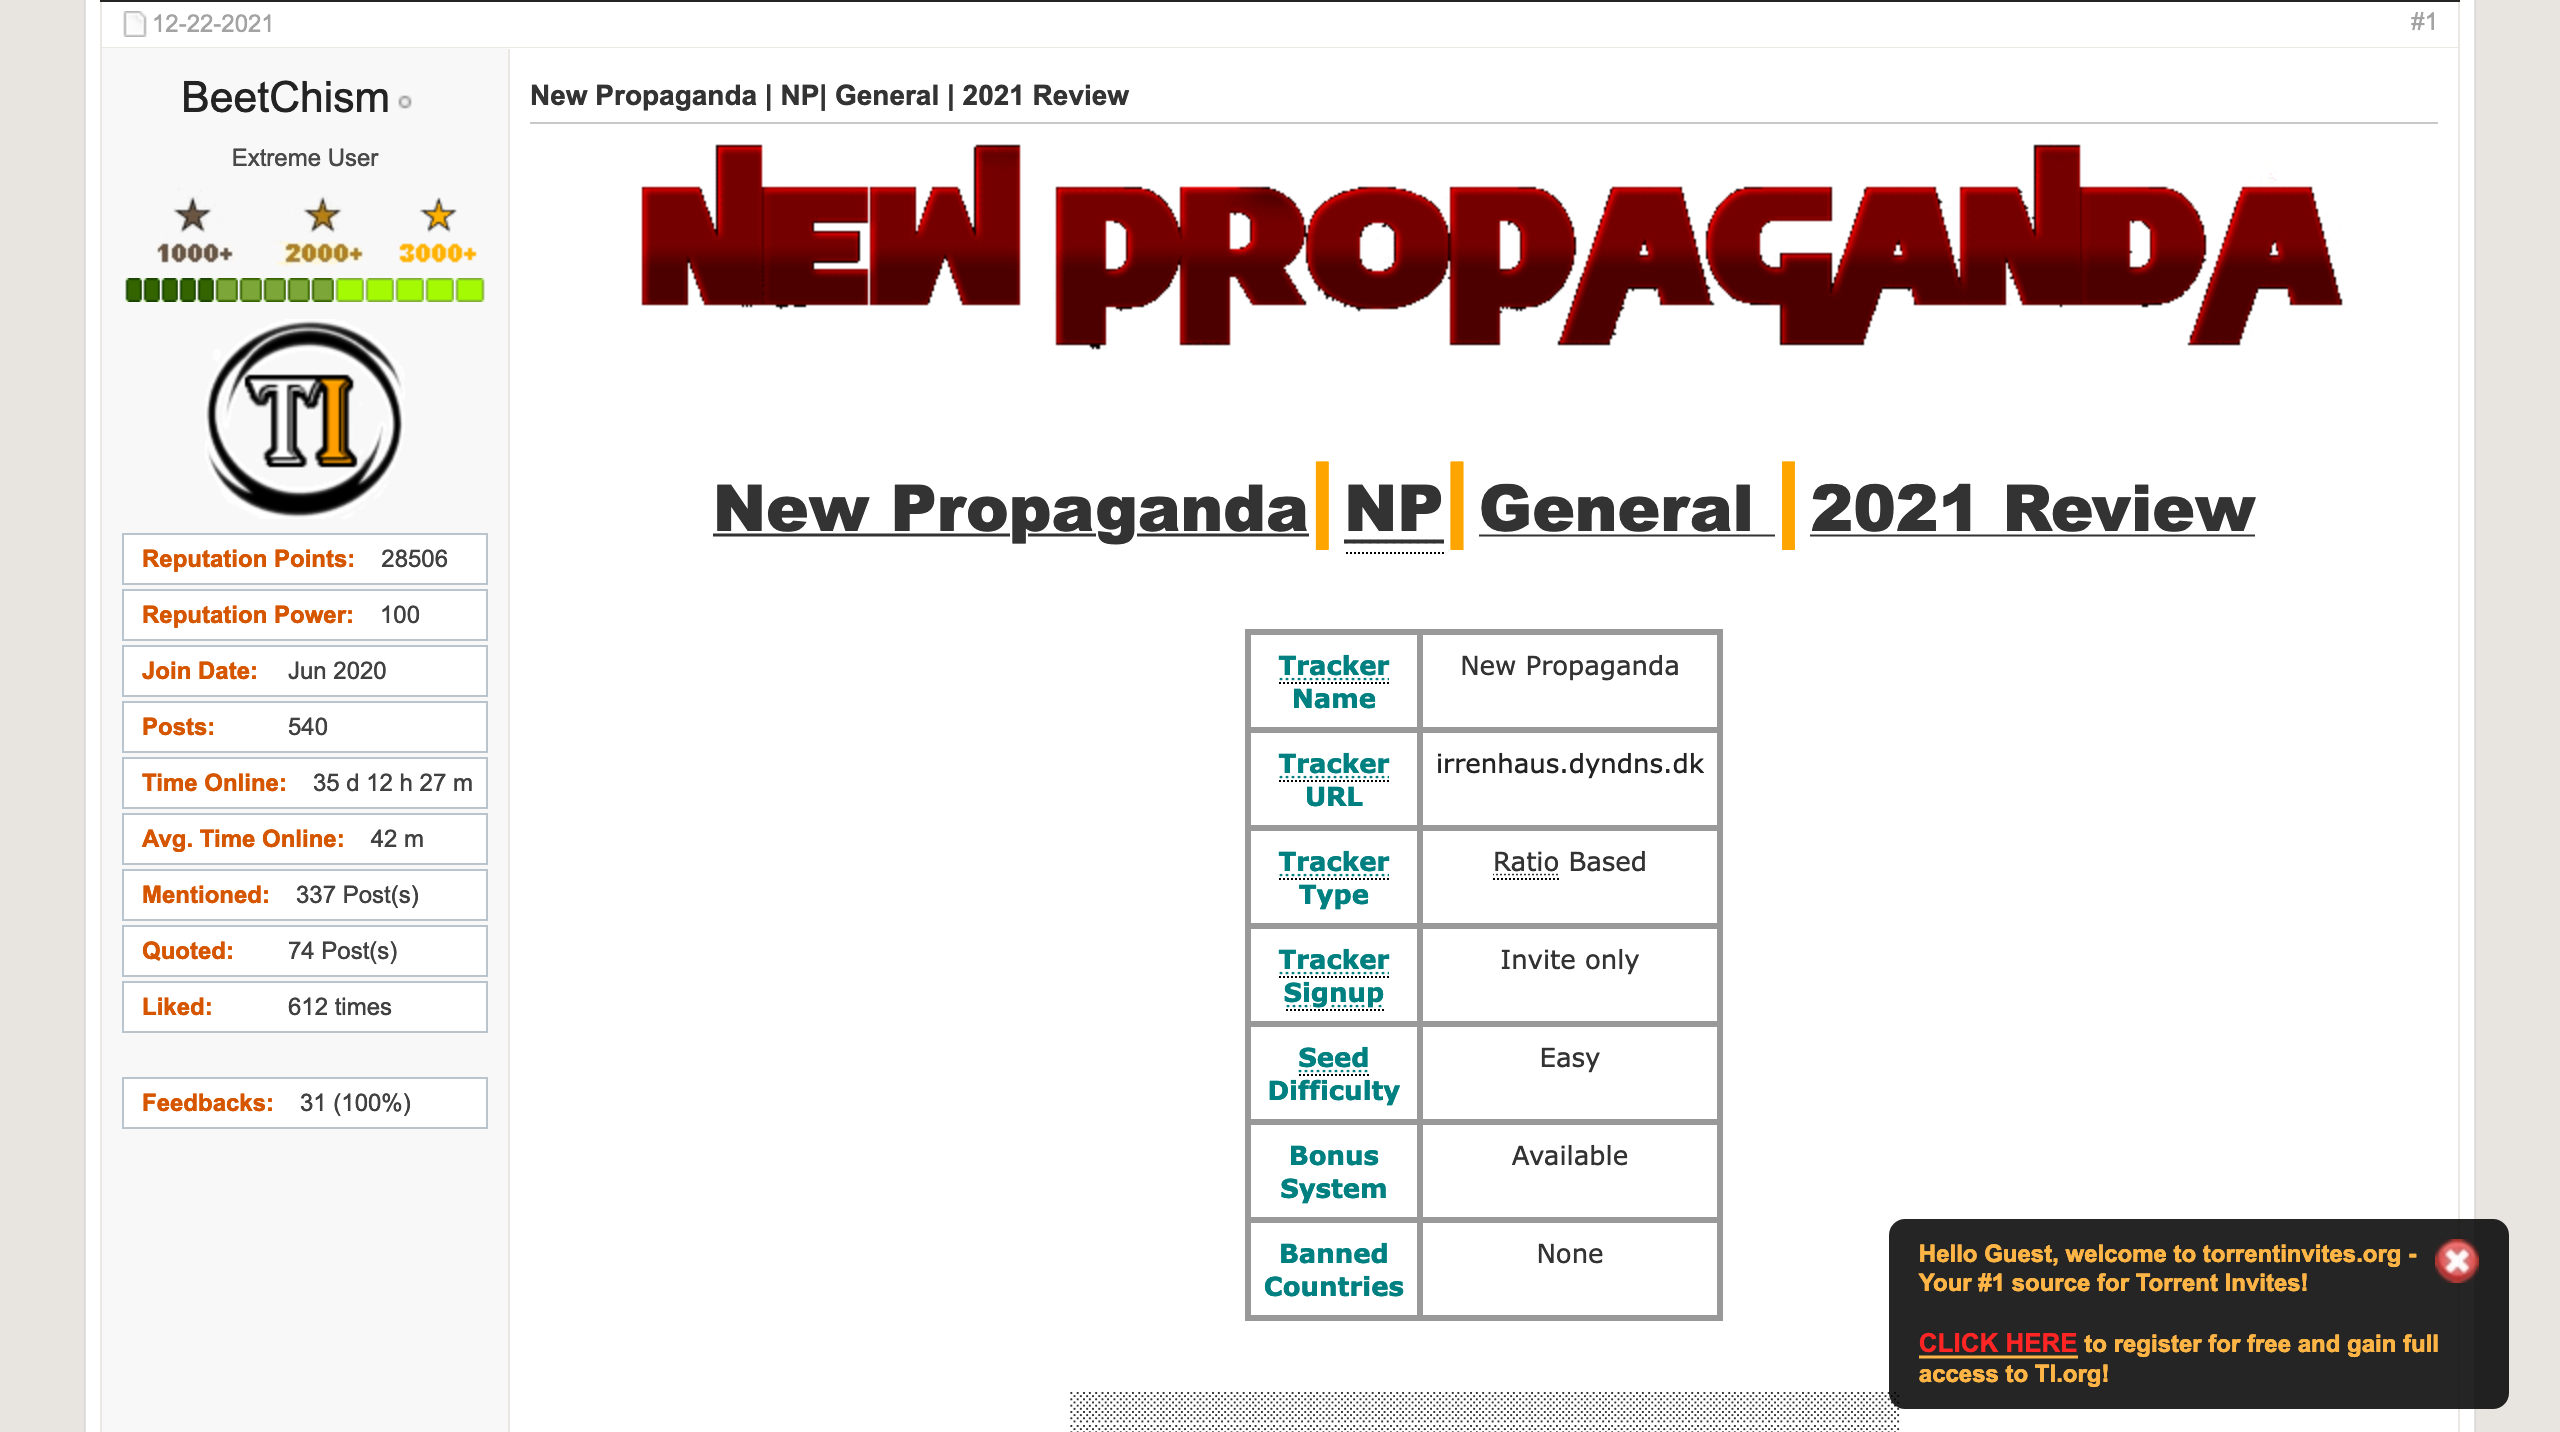 12-22-2021
#1
BeetChism
Extreme User
1000+ 2000+ 3000+
TI
Reputation Points: 28506
Reputation Power: 100
Join Date: Jun 2020
Posts: 540
Time Online: 35 d 12 h 27 m
Avg. Time Online: 42 m
Mentioned: 337 Post(s)
Quoted: 74 Post(s)
Liked: 612 times
Feedbacks: 31 (100%)
New Propaganda | NP| General | 2021 Review
NEW PROPAGANDA
New Propaganda| NP| General | 2021 Review
Tracker
Name
New Propaganda
Tracker
URL
irrenhaus.dyndns.dk
Tracker
Type
Ratio Based
Tracker
Signup
Invite only
Seed
Difficulty
Easy
Bonus
System
Available
Banned
Countries
None
Hello Guest, welcome to torrentinvites.org -
Your #1 source for Torrent Invites!
CLICK HERE to register for free and gain full
access to TI.org!